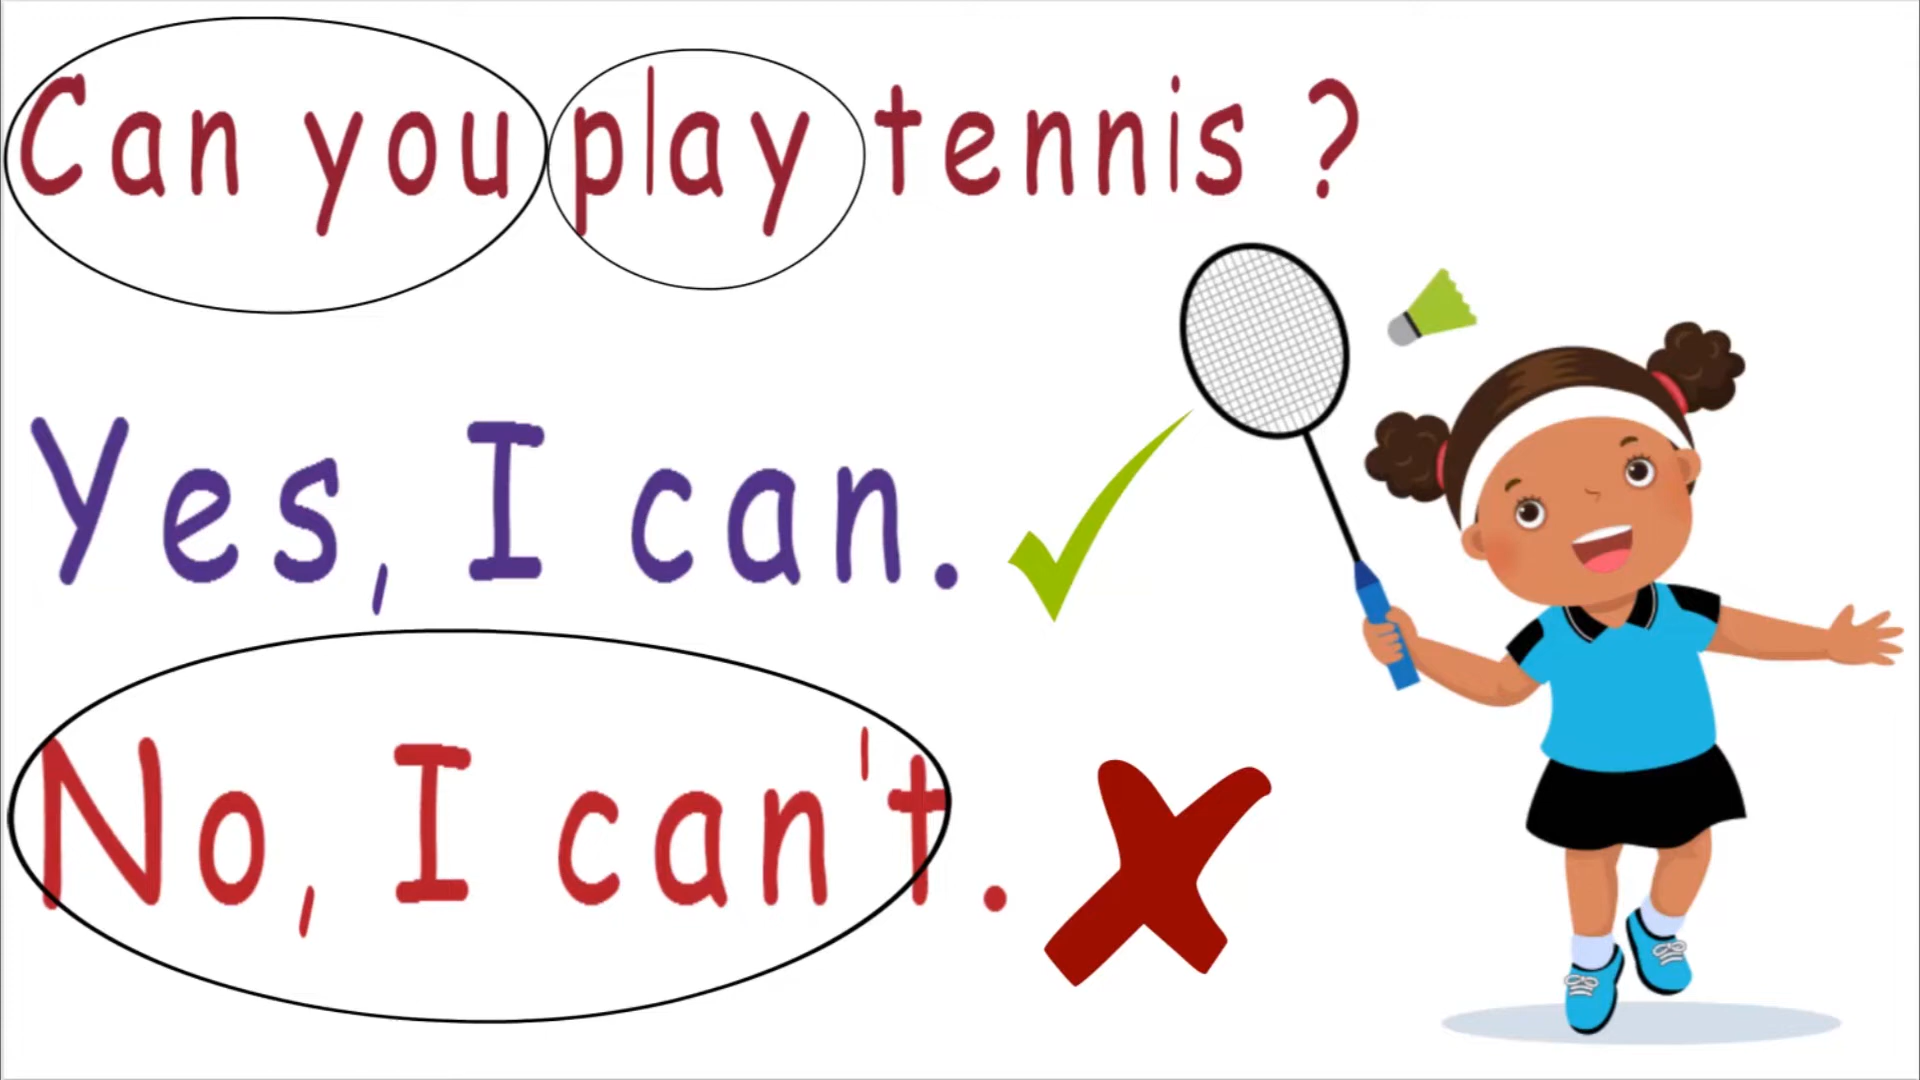 Can you play tennis ?
Yes, I can.
No, I can't.